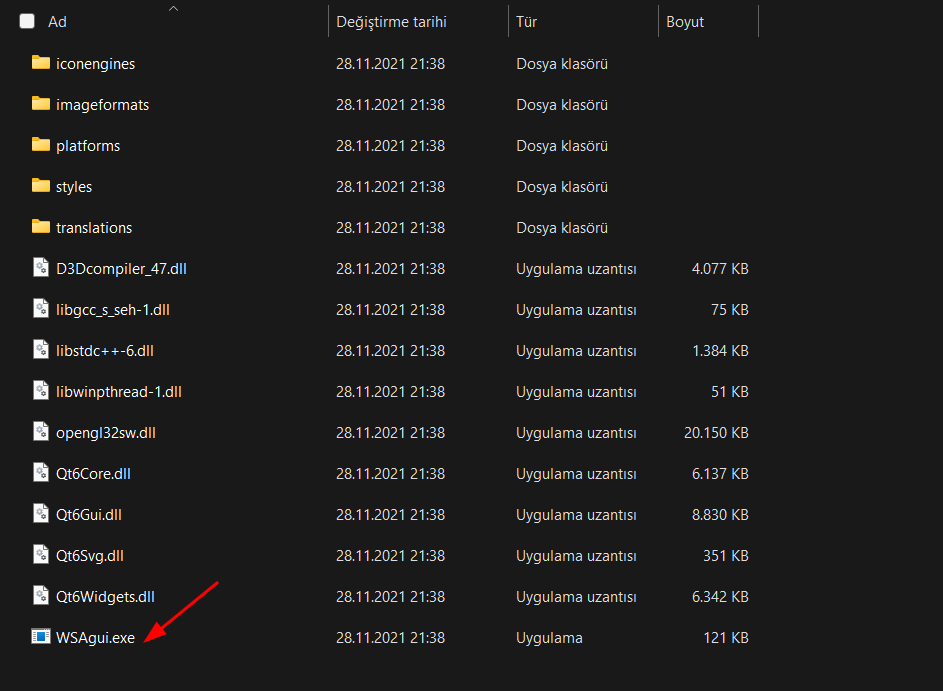 Ad Değiştirme tarihi Tür Boyut
iconengines 28.11.2021 21:38 Dosya klasörü
imageformats 28.11.2021 21:38 Dosya klasörü
platforms 28.11.2021 21:38 Dosya klasörü
styles 28.11.2021 21:38 Dosya klasörü
translations 28.11.2021 21:38 Dosya klasörü
D3Dcompiler_47.dll 28.11.2021 21:38 Uygulama uzantısı 4.077 KB
libgcc_s_seh-1.dll 28.11.2021 21:38 Uygulama uzantısı 75 KB
libstdc++-6.dll 28.11.2021 21:38 Uygulama uzantısı 1.384 KB
libwinpthread-1.dll 28.11.2021 21:38 Uygulama uzantısı 51 KB
opengl32sw.dll 28.11.2021 21:38 Uygulama uzantısı 20.150 KB
Qt6Core.dll 28.11.2021 21:38 Uygulama uzantısı 6.137 KB
Qt6Gui.dll 28.11.2021 21:38 Uygulama uzantısı 8.830 KB
Qt6Svg.dll 28.11.2021 21:38 Uygulama uzantısı 351 KB
Qt6Widgets.dll 28.11.2021 21:38 Uygulama uzantısı 6.342 KB
WSAgui.exe 28.11.2021 21:38 Uygulama 121 KB